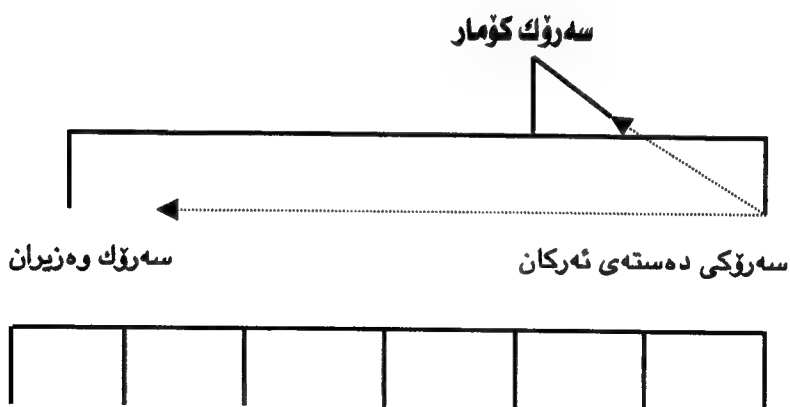 سەرۆك كۆمار
سەرۆكی دەستەی ئەركان
سەرۆك وەزیران